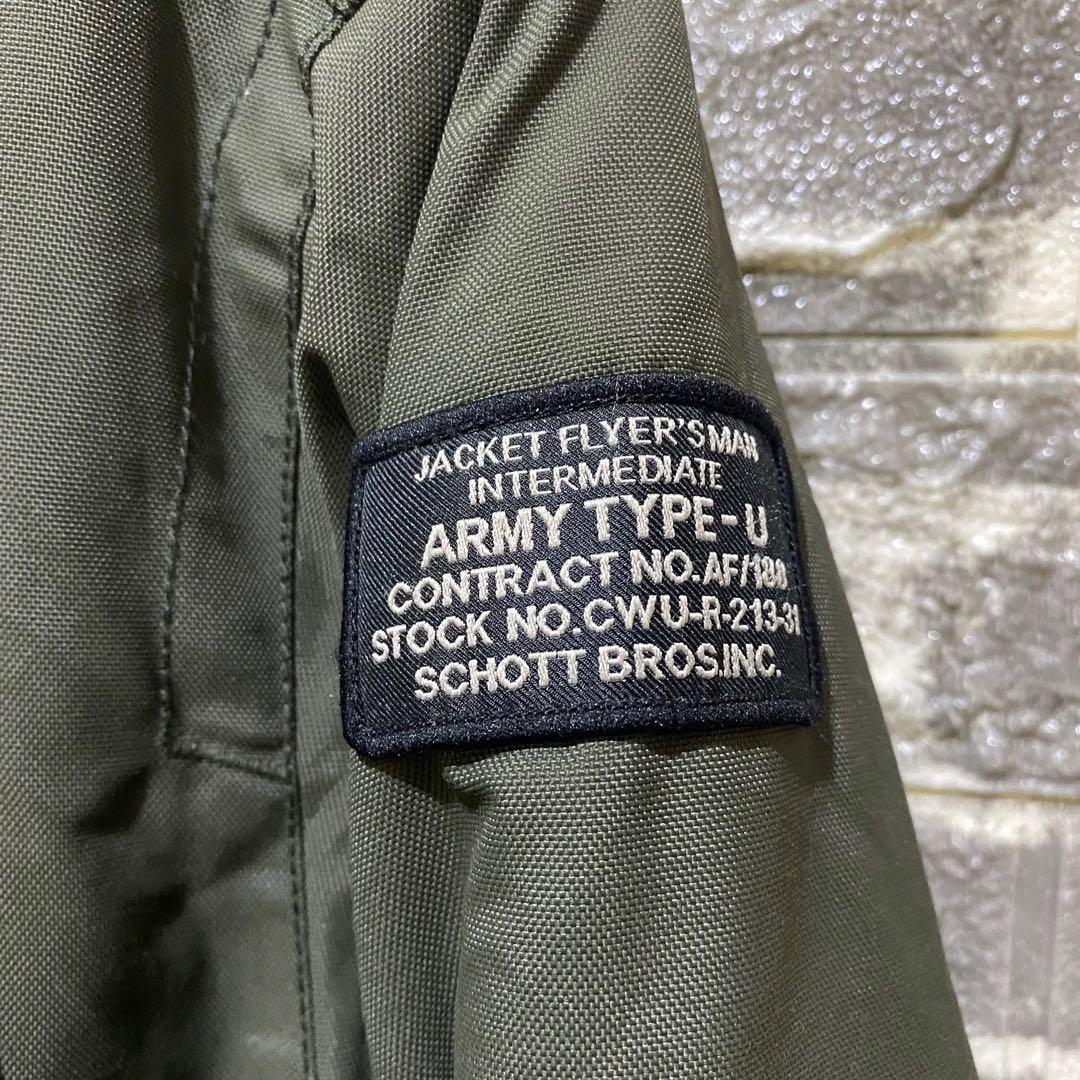 JACKET FLYER'S MAN
INTERMEDIATE
ARMY TYPE-U
CONTRACT NO.AF/188
STOCK NO.CWU-R-213-31
SCHOTT BROS.INC.